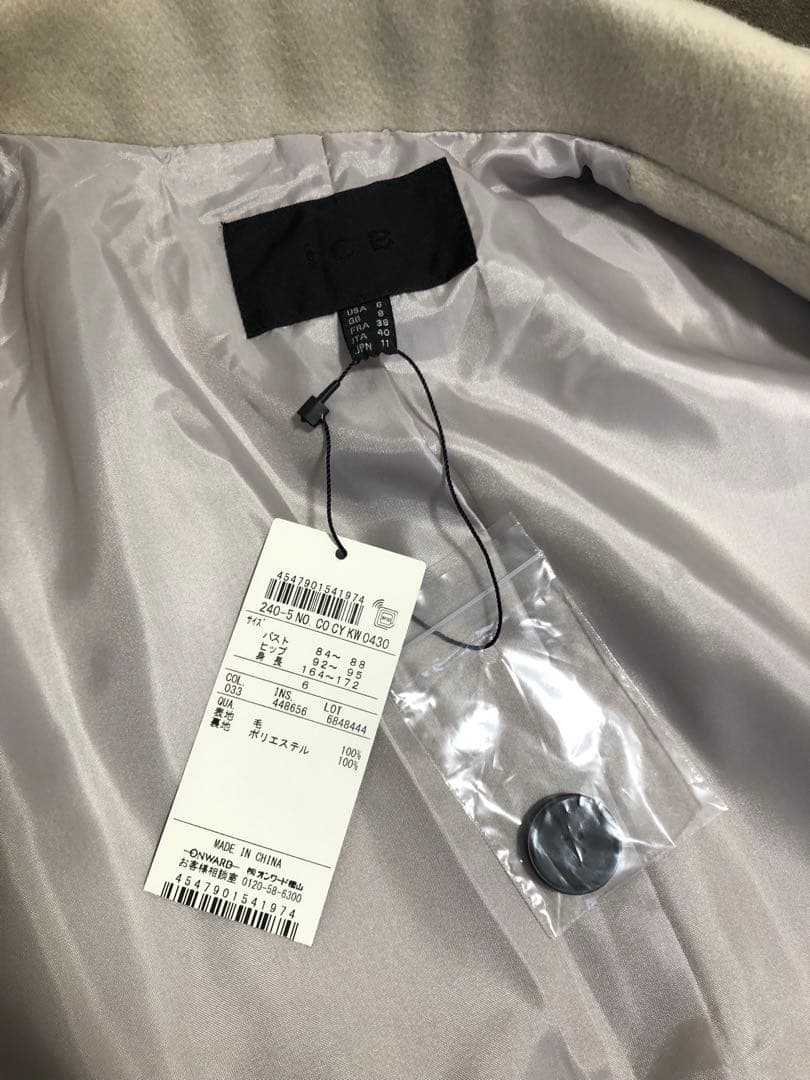 iCB
USA 6
GB 8
FRA 38
ITA 40
JPN 11
4547901541974
240-5 NO. COCYKW0430
サイズ
バスト 84〜 88
ヒップ 92〜 95
身 長 164〜172
6
COL. INS. LOT
033 448656 6848444
QUA.
表地 毛 100%
裏地 ポリエステル 100%
MADE IN CHINA
ONWARD ㈱オンワード樫山
お客様相談室 0120-58-6300
4547901541974